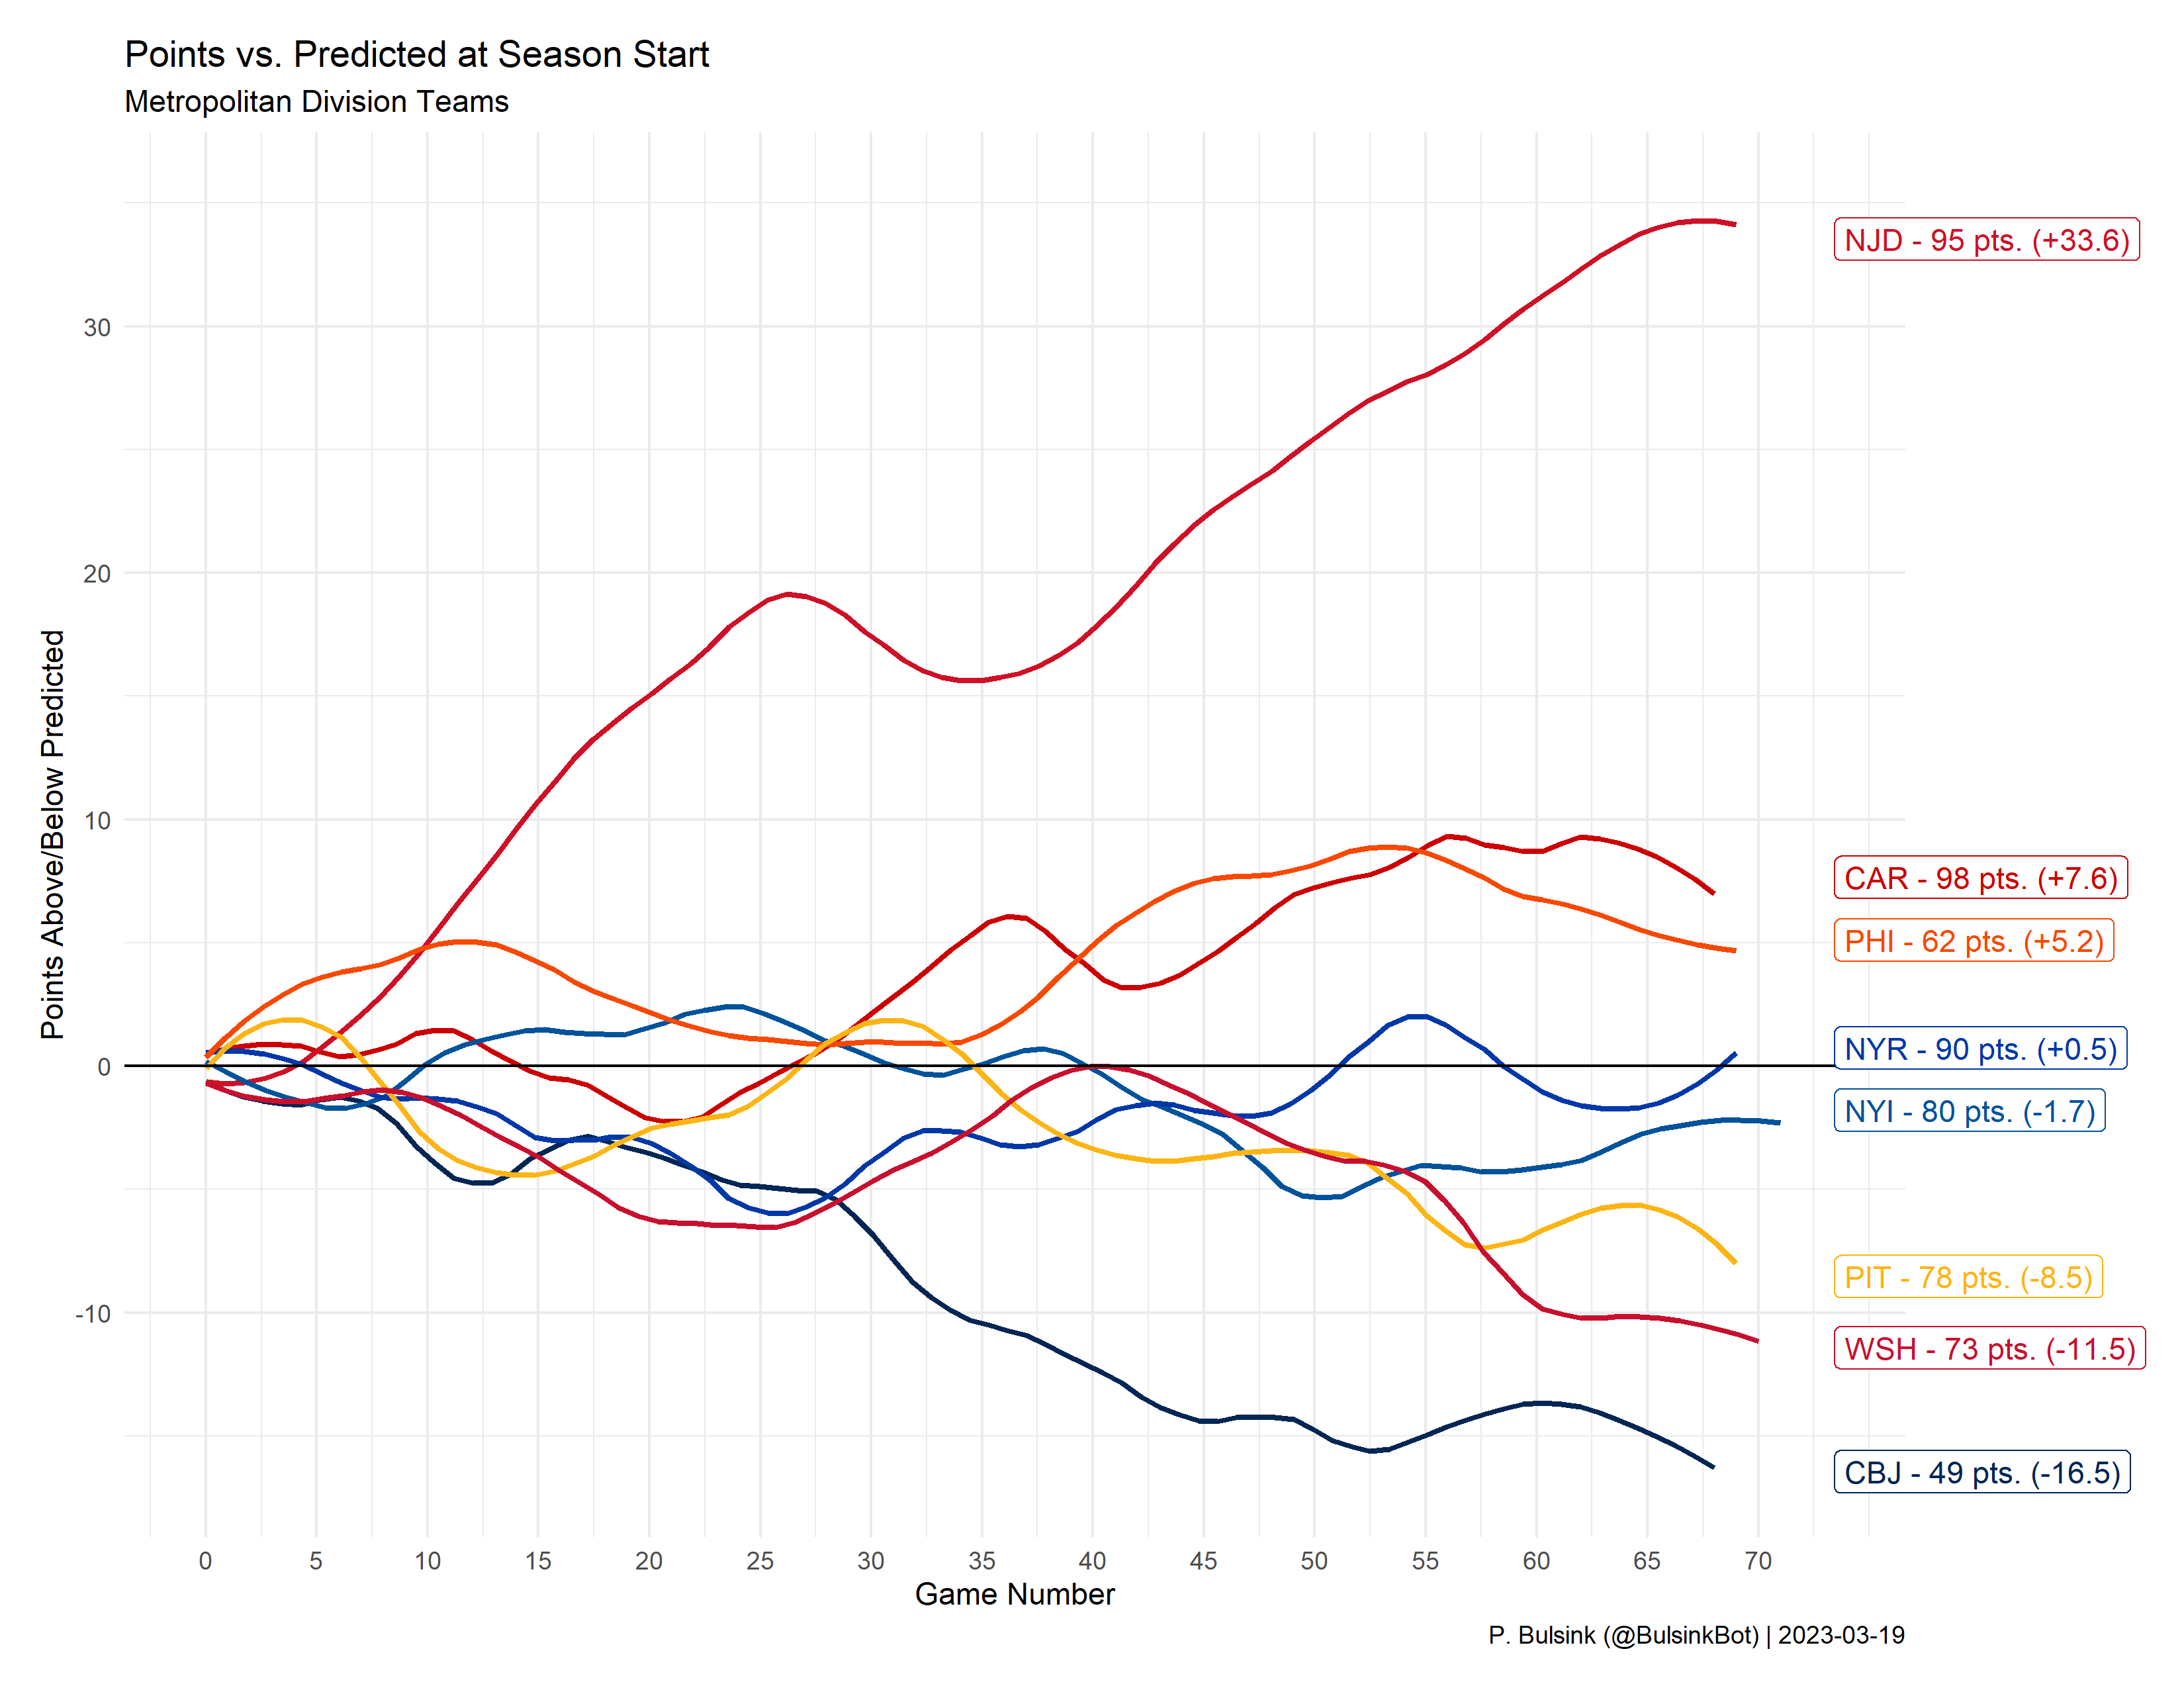 Points vs. Predicted at Season Start
Metropolitan Division Teams
Points Above/Below Predicted
30
20
10
0
-10
NJD - 95 pts. (+33.6)
CAR - 98 pts. (+7.6)
PHI - 62 pts. (+5.2)
NYR - 90 pts. (+0.5)
NYI - 80 pts. (-1.7)
PIT - 78 pts. (-8.5)
WSH - 73 pts. (-11.5)
CBJ - 49 pts. (-16.5)
0 5 10 15 20 25 30 35 40 45 50 55 60 65 70
Game Number
P. Bulsink (@BulsinkBot) | 2023-03-19